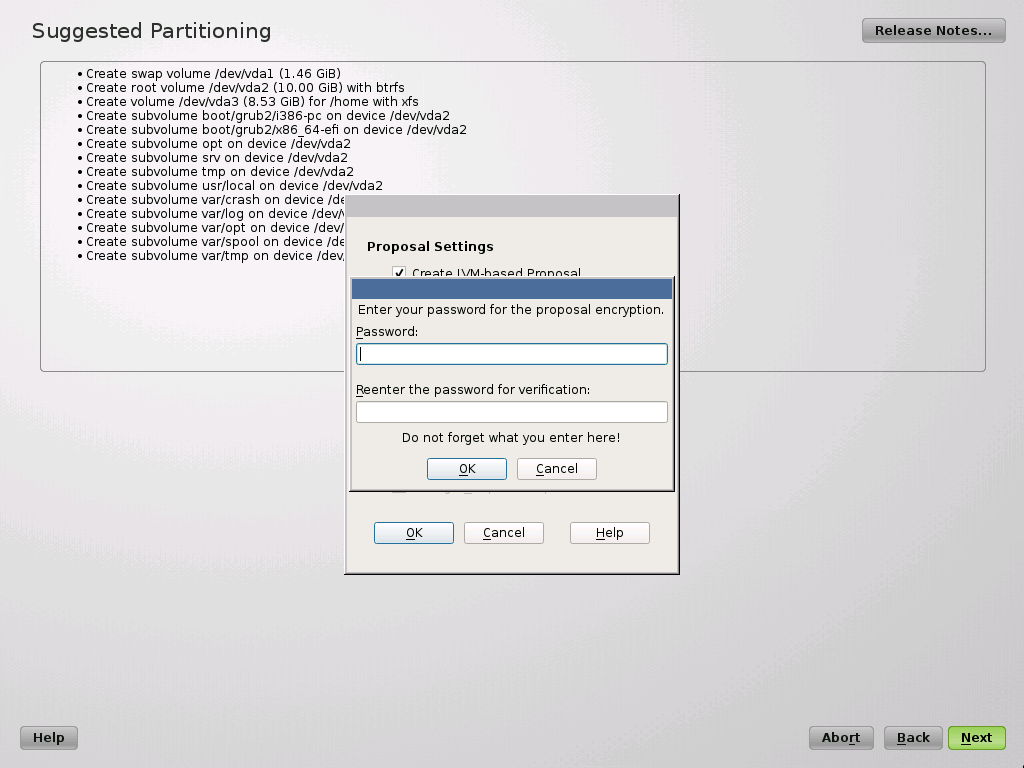 Suggested Partitioning
Release Notes...
• Create swap volume /dev/vda1 (1.46 GiB)
• Create root volume /dev/vda2 (10.00 GiB) with btrfs
• Create volume /dev/vda3 (8.53 GiB) for /home with xfs
• Create subvolume boot/grub2/i386-pc on device /dev/vda2
• Create subvolume boot/grub2/x86_64-efi on device /dev/vda2
• Create subvolume opt on device /dev/vda2
• Create subvolume srv on device /dev/vda2
• Create subvolume tmp on device /dev/vda2
• Create subvolume usr/local on device /dev/vda2
• Create subvolume var/crash on device /de
• Create subvolume var/log on device /dev/
• Create subvolume var/opt on device /dev/
• Create subvolume var/spool on device /de
• Create subvolume var/tmp on device /dev/
Proposal Settings
Create LVM-based Proposal
Enter your password for the proposal encryption.
Password:
Reenter the password for verification:
Do not forget what you enter here!
OK Cancel
OK Cancel Help
Help Abort Back Next